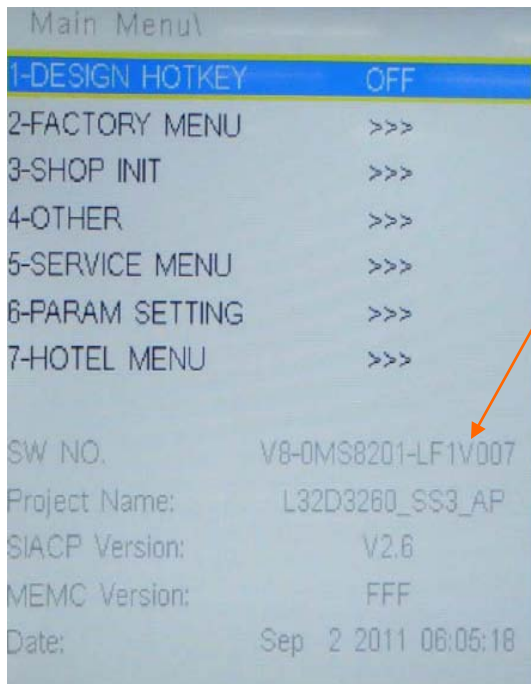 Main Menu\
1-DESIGN HOTKEY OFF
2-FACTORY MENU >>>
3-SHOP INIT >>>
4-OTHER >>>
5-SERVICE MENU >>>
6-PARAM SETTING >>>
7-HOTEL MENU >>>
SW NO. V8-0MS8201-LF1V007
Project Name: L32D3260_SS3_AP
SIACP Version: V2.6
MEMC Version: FFF
Date: Sep 2 2011 06:05:18